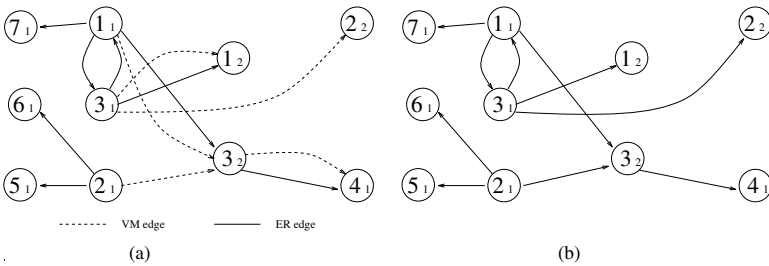 7 1 1 1 2 2 7 1 1 1 2 2
1 2 1 2
3 1 3 1
6 1 6 1
3 2 3 2
5 1 2 1 4 1 5 1 2 1 4 1
VM edge ER edge
(a) (b)